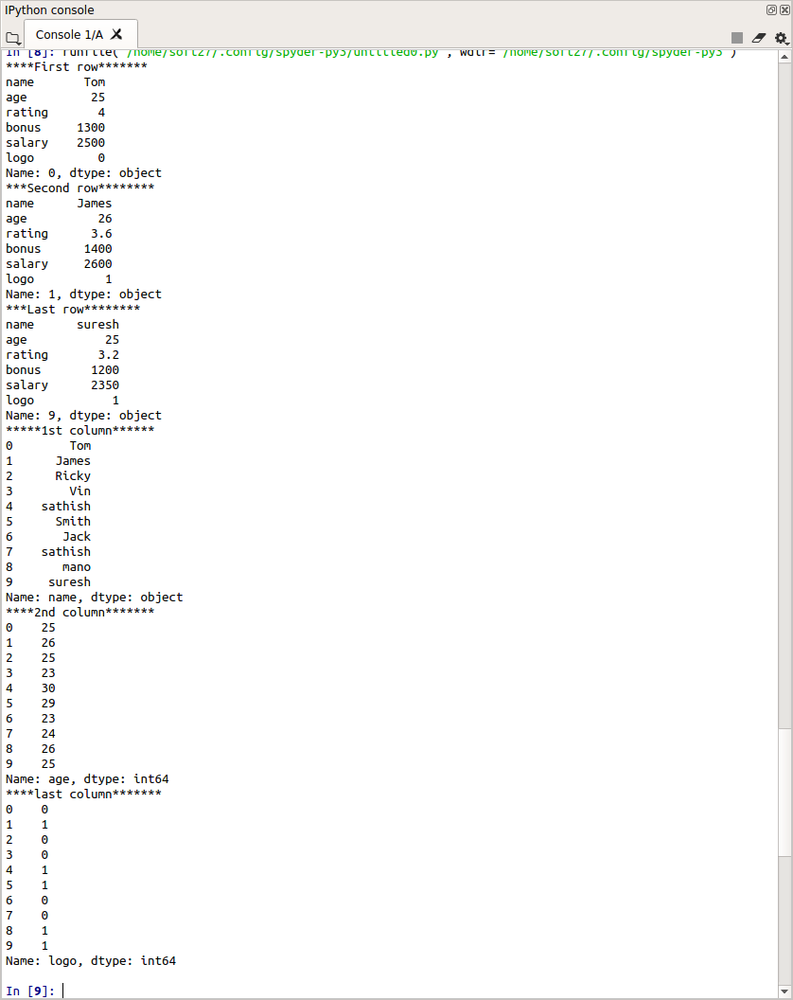 IPython console
Console 1/A
In [8]: runfile('/home/soft27/.config/spyder-py3/untitled0.py', wdir='/home/soft27/.config/spyder-py3')
****First row*******
name       Tom
age         25
rating       4
bonus     1300
salary    2500
logo         0
Name: 0, dtype: object
***Second row********
name      James
age          26
rating      3.6
bonus      1400
salary     2600
logo          1
Name: 1, dtype: object
***Last row********
name      suresh
age           25
rating       3.2
bonus       1200
salary      2350
logo           1
Name: 9, dtype: object
*****1st column******
0        Tom
1      James
2      Ricky
3        Vin
4    sathish
5      Smith
6       Jack
7    sathish
8       mano
9     suresh
Name: name, dtype: object
****2nd column*******
0    25
1    26
2    25
3    23
4    30
5    29
6    23
7    24
8    26
9    25
Name: age, dtype: int64
****last column*******
0    0
1    1
2    0
3    0
4    1
5    1
6    0
7    0
8    1
9    1
Name: logo, dtype: int64
In [9]: